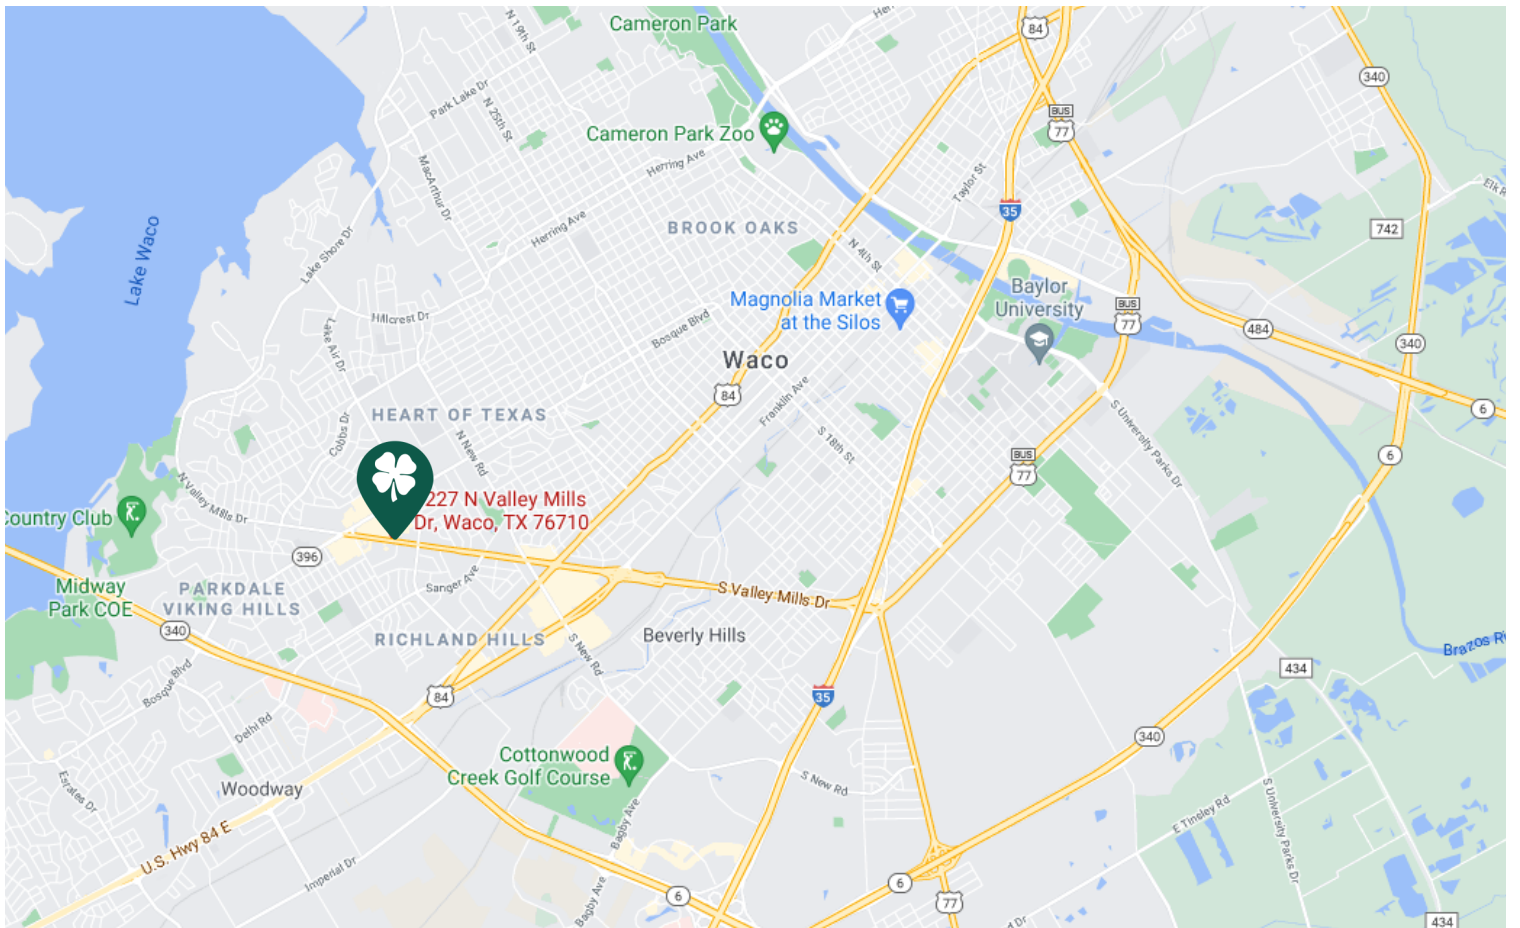 Cameron Park
N 19th St
84
340
Park Lake Dr
N 25th St
BUS
77
Cameron Park Zoo
Herring Ave
MacArthur Dr
Taylor St
35
Lake Waco
Herring Ave
BROOK OAKS
742
Lake Shore Dr
N 4th St
Magnolia Market
at the Silos
Baylor
University
BUS
77
Hillcrest Dr
Lake Air Dr
Bosque Blvd
484
340
Waco
84
Franklin Ave
6
HEART OF TEXAS
Cobbs Dr
N New Rd
S 18th St
S University Parks Dr
6
BUS
77
N Valley Mills Dr
227 N Valley Mills
Dr, Waco, TX 76710
Country Club
396
Midway
Park COE
PARKDALE
VIKING HILLS
Sanger Ave
S Valley Mills Dr
340
RICHLAND HILLS
S New Rd
Beverly Hills
Brazos
434
Bosque Blvd
84
35
Delhi Rd
340
Cottonwood
Creek Golf Course
S New Rd
Woodway
Estates Dr
Bagby Ave
E Tinsley Rd
S University Parks Dr
U.S. Hwy 84 E
Imperial Dr
Bagby Ave
6
6
77
434